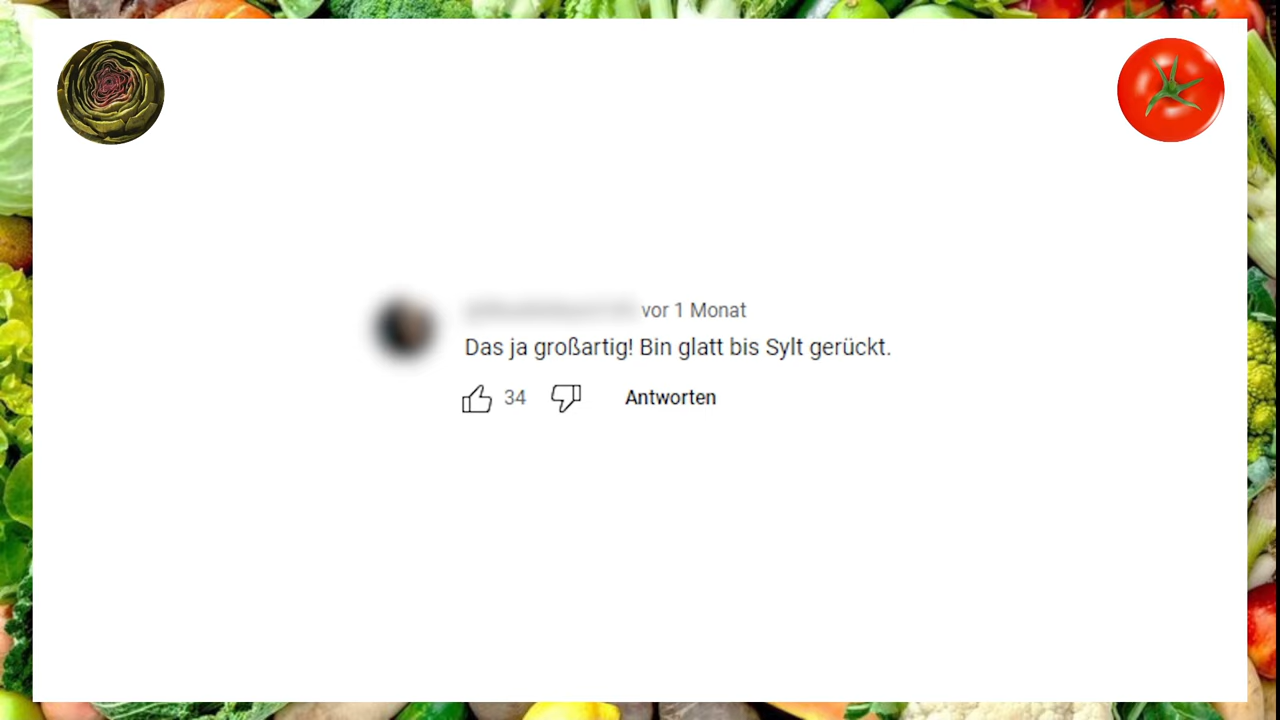 vor 1 Monat
Das ja großartig! Bin glatt bis Sylt gerückt.
34
Antworten